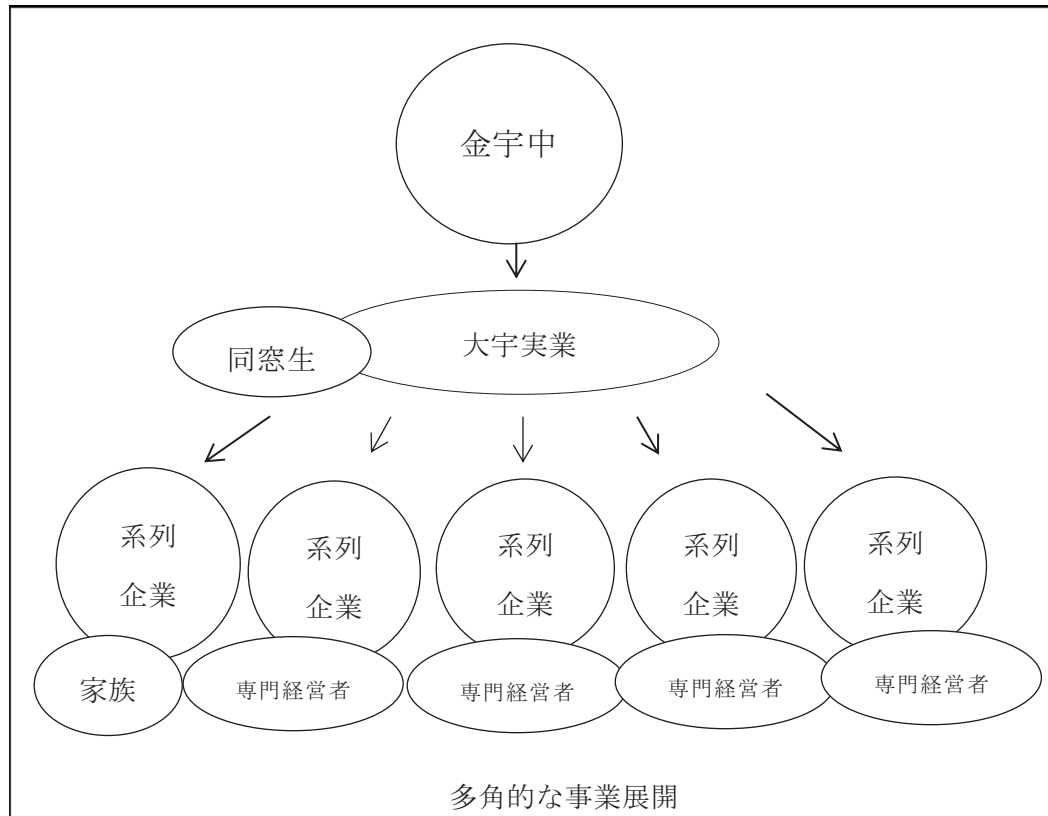 金宇中
大宇実業
同窓生
系列
企業
系列
企業
系列
企業
系列
企業
系列
企業
家族
専門経営者
専門経営者
専門経営者
専門経営者
多角的な事業展開